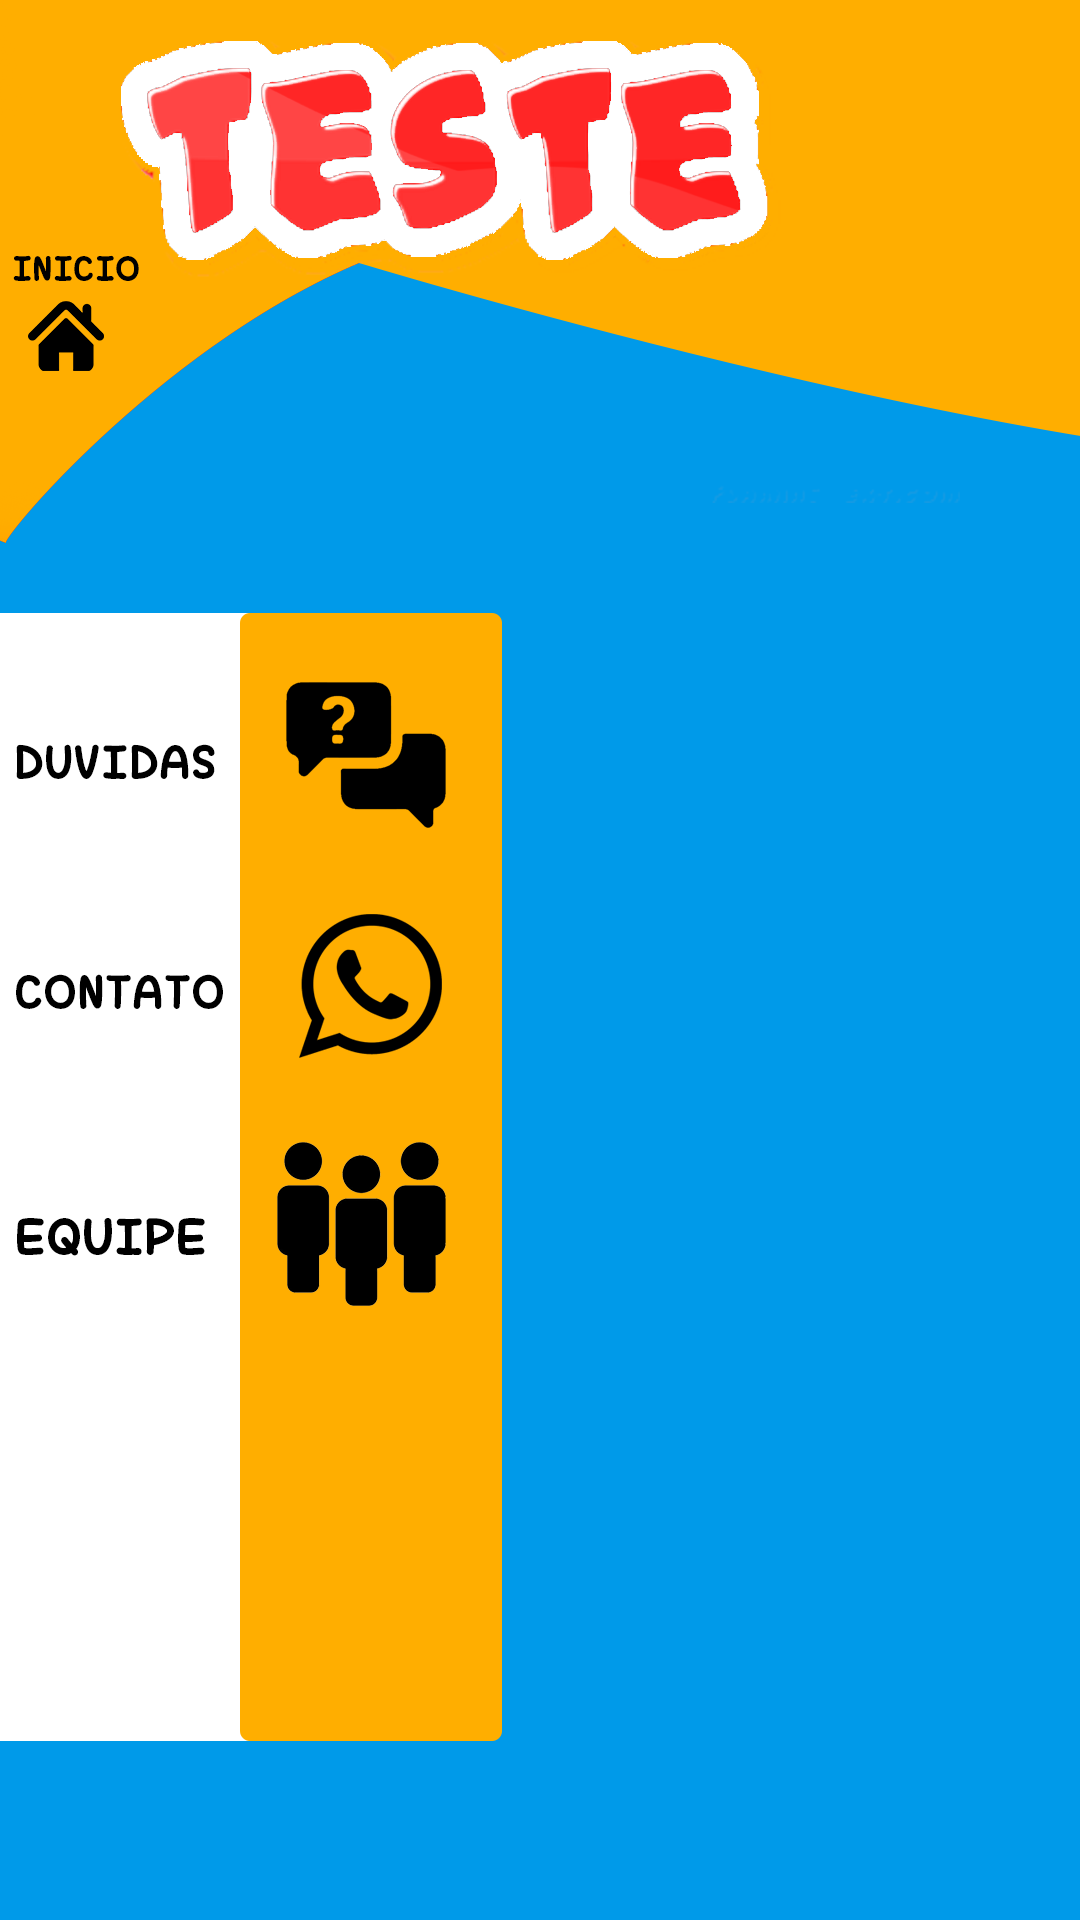 TESTE
INICIO
?
DUVIDAS
CONTATO
EQUIPE